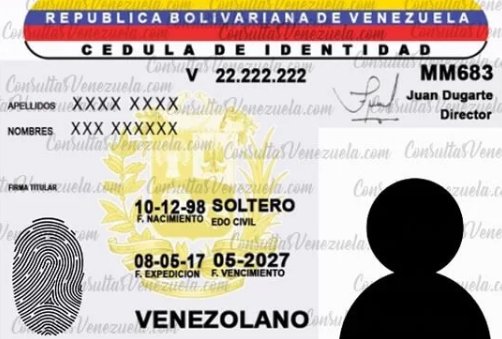 REPUBLICA BOLIVARIANA DE VENEZUELA
CEDULA DE IDENTIDAD
V 22.222.222
MM683
Juan Dugarte
Director
APELLIDOS XXXX XXXX
NOMBRES XXX XXXXXX
FIRMA TITULAR
10-12-98 SOLTERO
F. NACIMIENTO EDO CIVIL
08-05-17 05-2027
F. EXPEDICION F. VENCIMIENTO
VENEZOLANO
ConsultasVenezuela.com